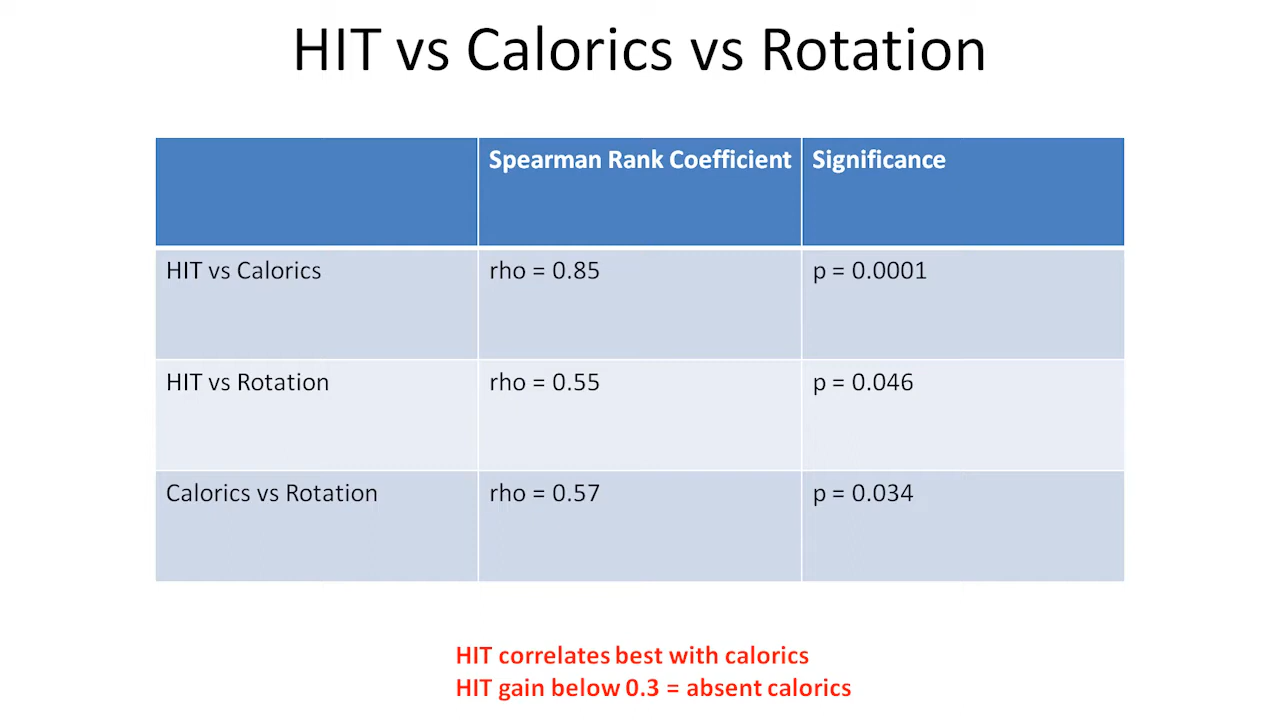 HIT vs Calorics vs Rotation
Spearman Rank Coefficient Significance
HIT vs Calorics rho = 0.85 p = 0.0001
HIT vs Rotation rho = 0.55 p = 0.046
Calorics vs Rotation rho = 0.57 p = 0.034
HIT correlates best with calorics
HIT gain below 0.3 = absent calorics